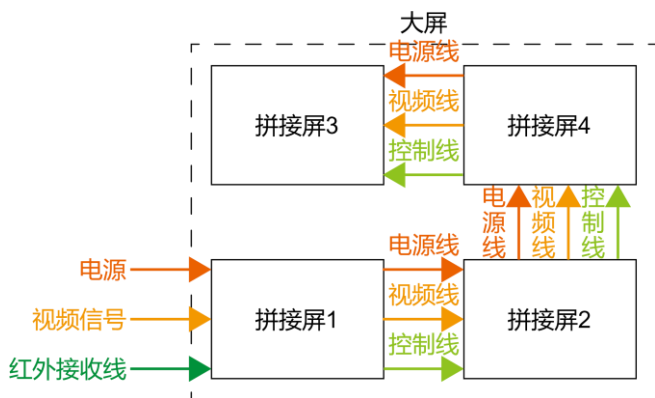 大屏
电源线
拼接屏3
视频线
拼接屏4
控制线
电源线
视频线
控制线
电源
电源线
视频信号
拼接屏1
视频线
拼接屏2
红外接收线
控制线